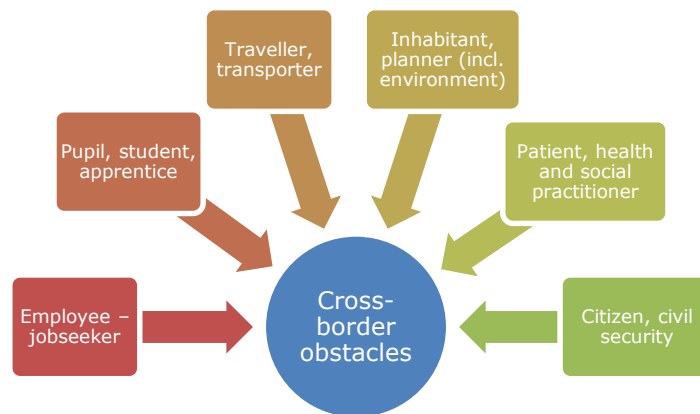 Traveller,
transporter
Inhabitant,
planner (incl.
environment)
Pupil, student,
apprentice
Patient, health
and social
practitioner
Employee –
jobseeker
Cross-
border
obstacles
Citizen, civil
security